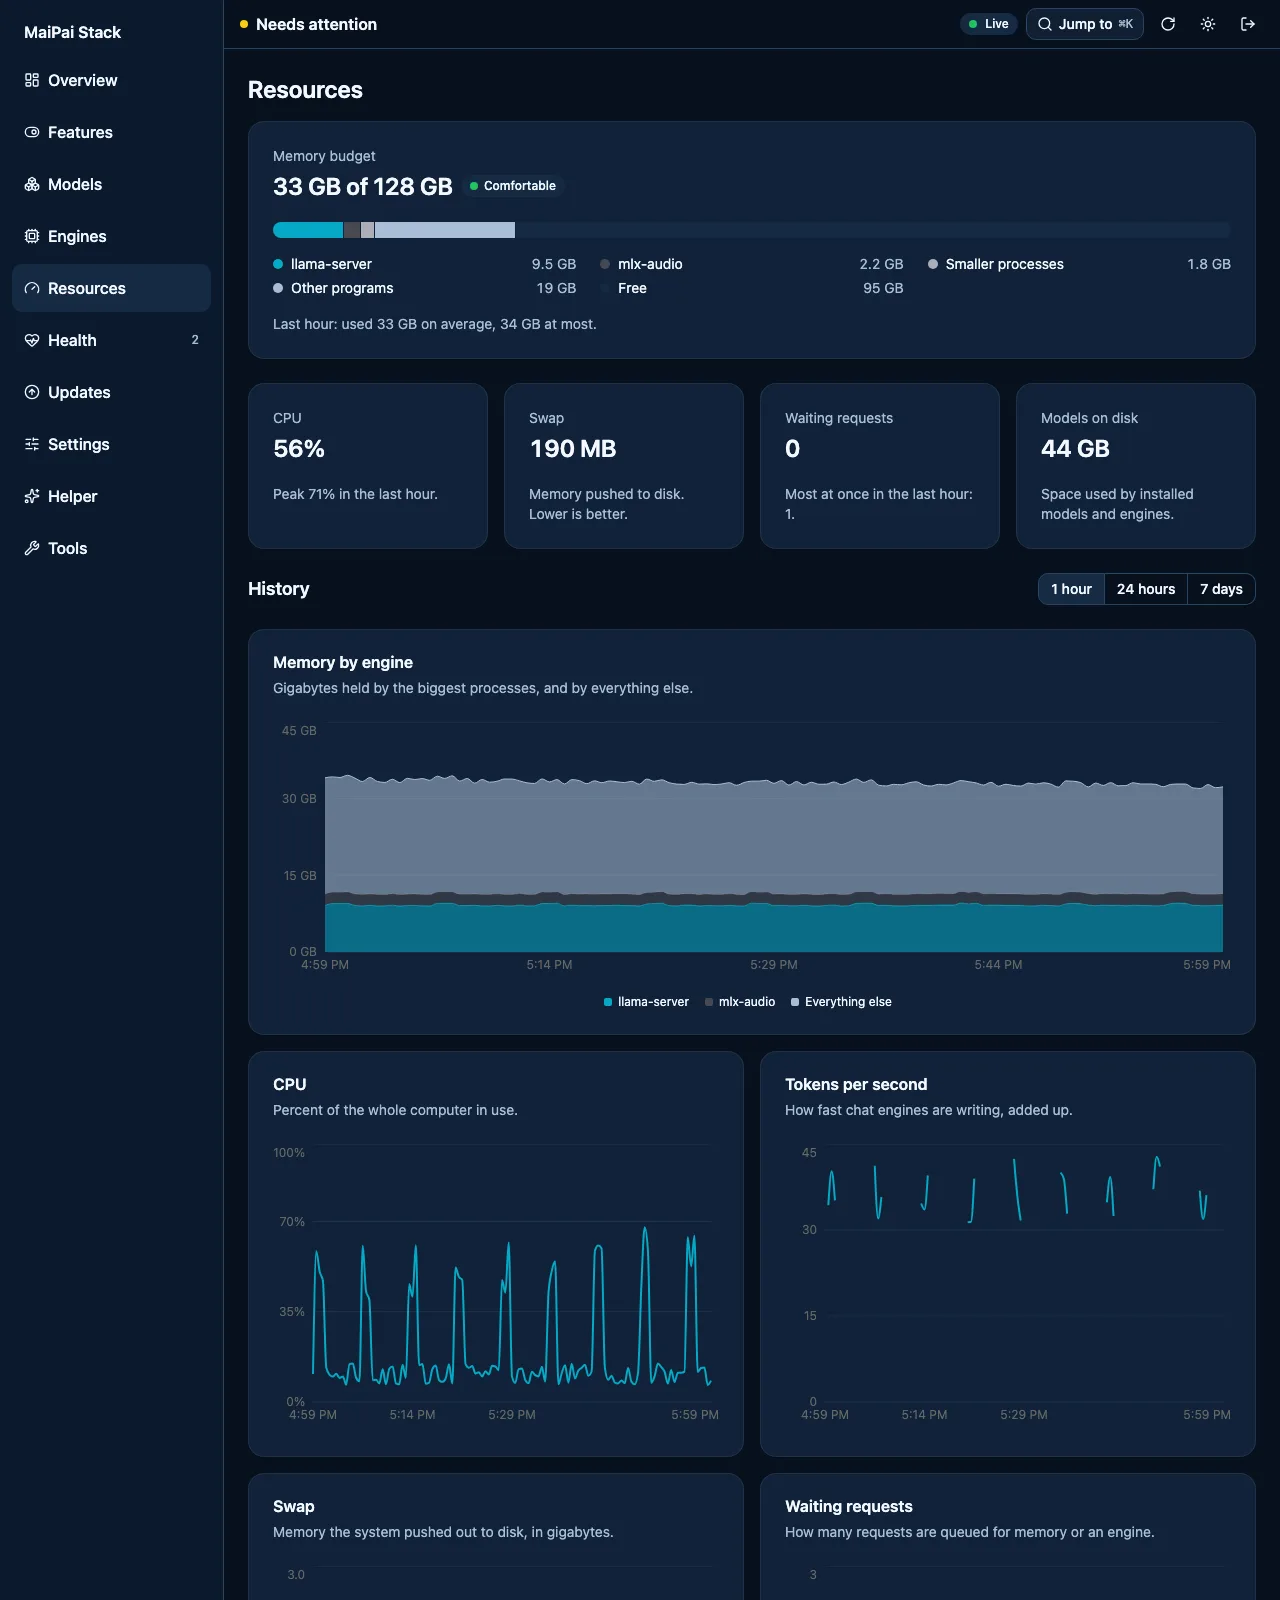 MaiPai Stack
Overview
Features
Models
Engines
Resources
Health 2
Updates
Settings
Helper
Tools
Needs attention
Live
Jump to ⌘K
Resources
Memory budget
33 GB of 128 GB
Comfortable
llama-server 9.5 GB
mlx-audio 2.2 GB
Smaller processes 1.8 GB
Other programs 19 GB
Free 95 GB
Last hour: used 33 GB on average, 34 GB at most.
CPU
56%
Peak 71% in the last hour.
Swap
190 MB
Memory pushed to disk.
Lower is better.
Waiting requests
0
Most at once in the last hour:
1.
Models on disk
44 GB
Space used by installed
models and engines.
History
1 hour 24 hours 7 days
Memory by engine
Gigabytes held by the biggest processes, and by everything else.
45 GB
30 GB
15 GB
0 GB
4:59 PM 5:14 PM 5:29 PM 5:44 PM 5:59 PM
llama-server mlx-audio Everything else
CPU
Percent of the whole computer in use.
100%
70%
35%
0%
4:59 PM 5:14 PM 5:29 PM 5:59 PM
Tokens per second
How fast chat engines are writing, added up.
45
30
15
0
4:59 PM 5:14 PM 5:29 PM 5:59 PM
Swap
Memory the system pushed out to disk, in gigabytes.
3.0
Waiting requests
How many requests are queued for memory or an engine.
3